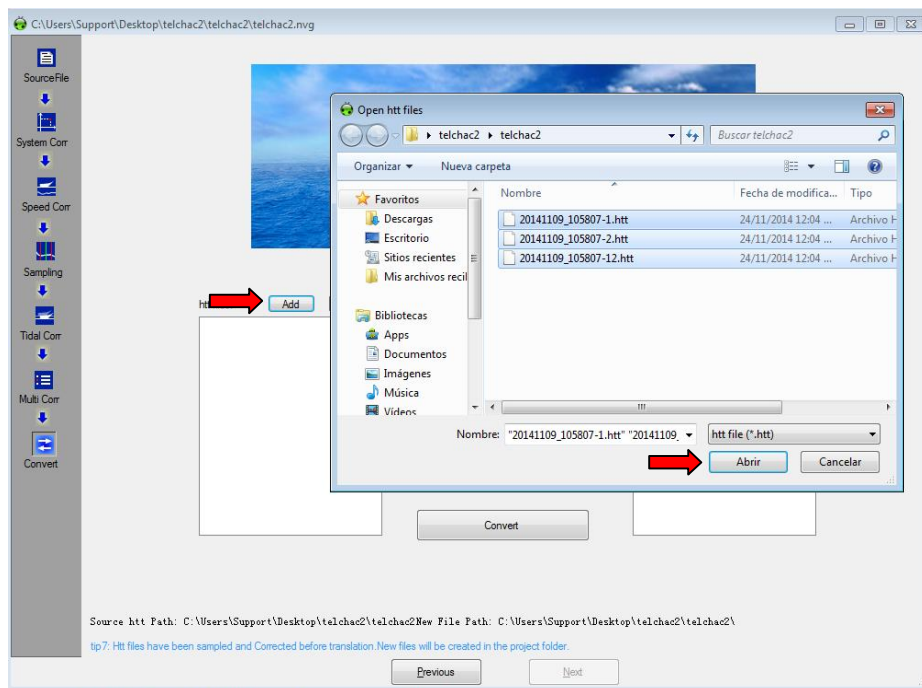 C:\Users\Support\Desktop\telchac2\telchac2\telchac2.nvg
SourceFile
System Corr
Speed Corr
Sampling
Tidal Corr
Multi Corr
Convert
Open htt files
telchac2 ▸ telchac2
Buscar telchac2
Organizar
Nueva carpeta
Favoritos
Descargas
Escritorio
Sitios recientes
Mis archivos recil
Bibliotecas
Apps
Documentos
Imágenes
Música
Vídeos
Nombre Fecha de modifica... Tipo
20141109_105807-1.htt 24/11/2014 12:04 ... Archivo H
20141109_105807-2.htt 24/11/2014 12:04 ... Archivo H
20141109_105807-12.htt 24/11/2014 12:04 ... Archivo H
Nombre: "20141109_105807-1.htt" "20141109_ htt file (*.htt)
Abrir Cancelar
Add
Convert
Source htt Path: C:\Users\Support\Desktop\telchac2\telchac2New File Path: C:\Users\Support\Desktop\telchac2\telchac2\
tip7: Htt files have been sampled and Corrected before translation.New files will be created in the project folder.
Previous Next